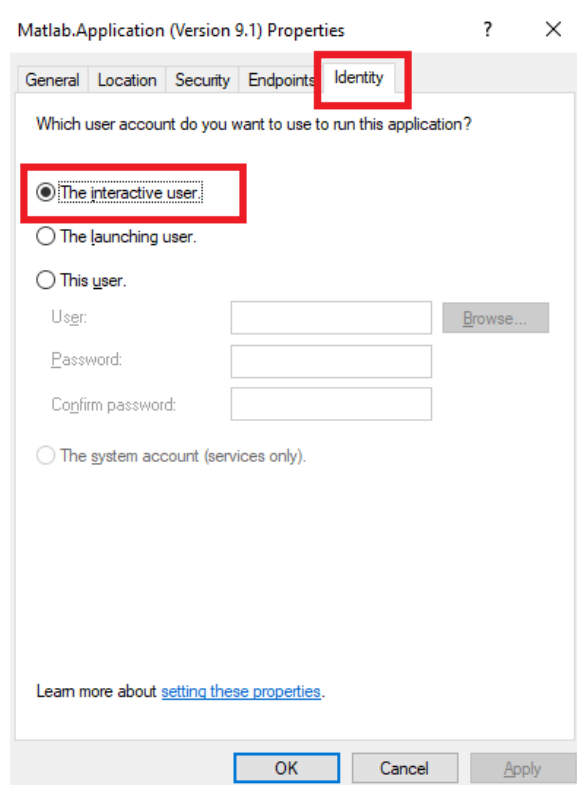 Matlab.Application (Version 9.1) Properties ? ×
General Location Security Endpoints Identity
Which user account do you want to use to run this application?
The interactive user.
The launching user.
This user.
User:
Browse...
Password:
Confirm password:
The system account (services only).
Learn more about setting these properties.
OK Cancel Apply